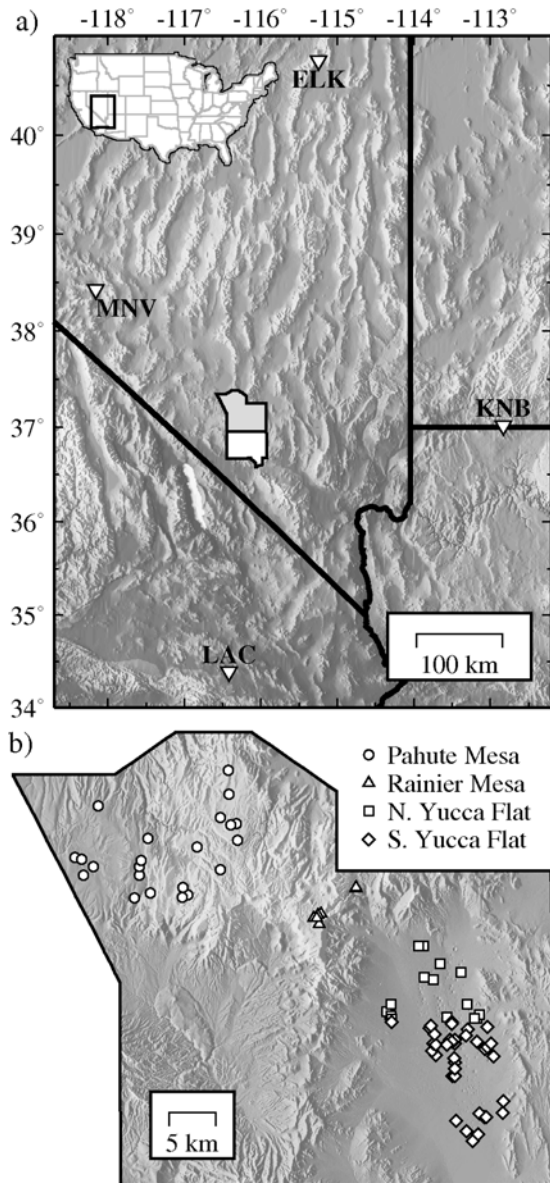 a)
-118° -117° -116° -115° -114° -113°
ELK
40°
39°
MNV
38°
37°
KNB
36°
35°
LAC
34°
100 km
b)
Pahute Mesa
Rainier Mesa
N. Yucca Flat
S. Yucca Flat
5 km